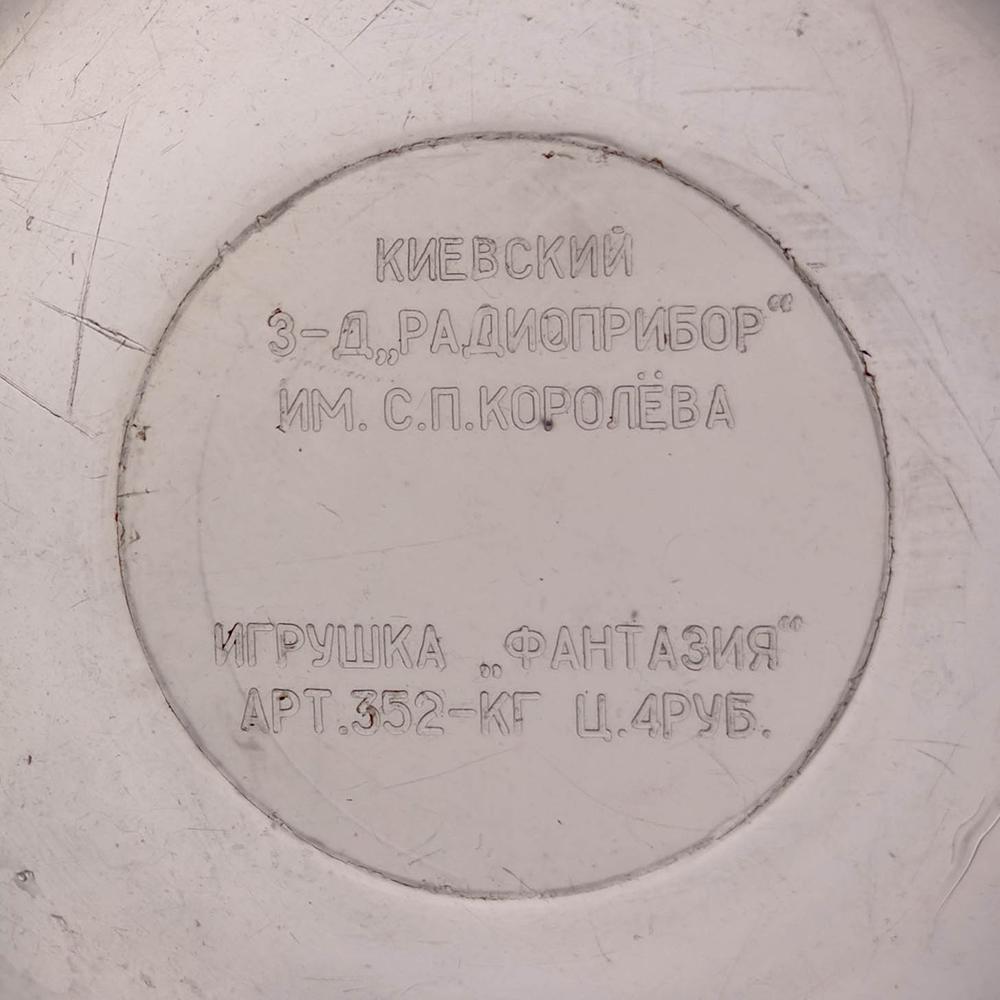 КИЕВСКИЙ
З-Д„РАДИОПРИБОР“
ИМ. С.П.КОРОЛЁВА
ИГРУШКА „ФАНТАЗИЯ“
АРТ.352-КГ Ц.4РУБ.